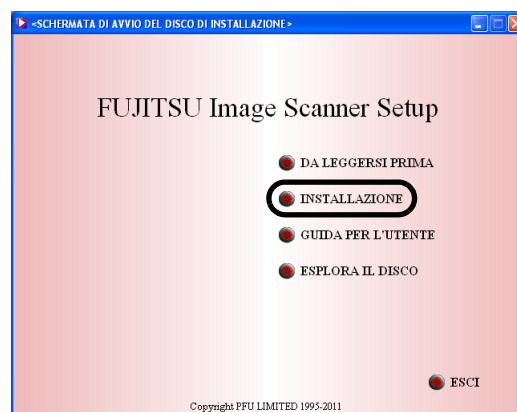 <SCHERMATA DI AVVIO DEL DISCO DI INSTALLAZIONE>
FUJITSU Image Scanner Setup
DA LEGGERSI PRIMA
INSTALLAZIONE
GUIDA PER L'UTENTE
ESPLORA IL DISCO
ESCI
Copyright PFU LIMITED 1995-2011